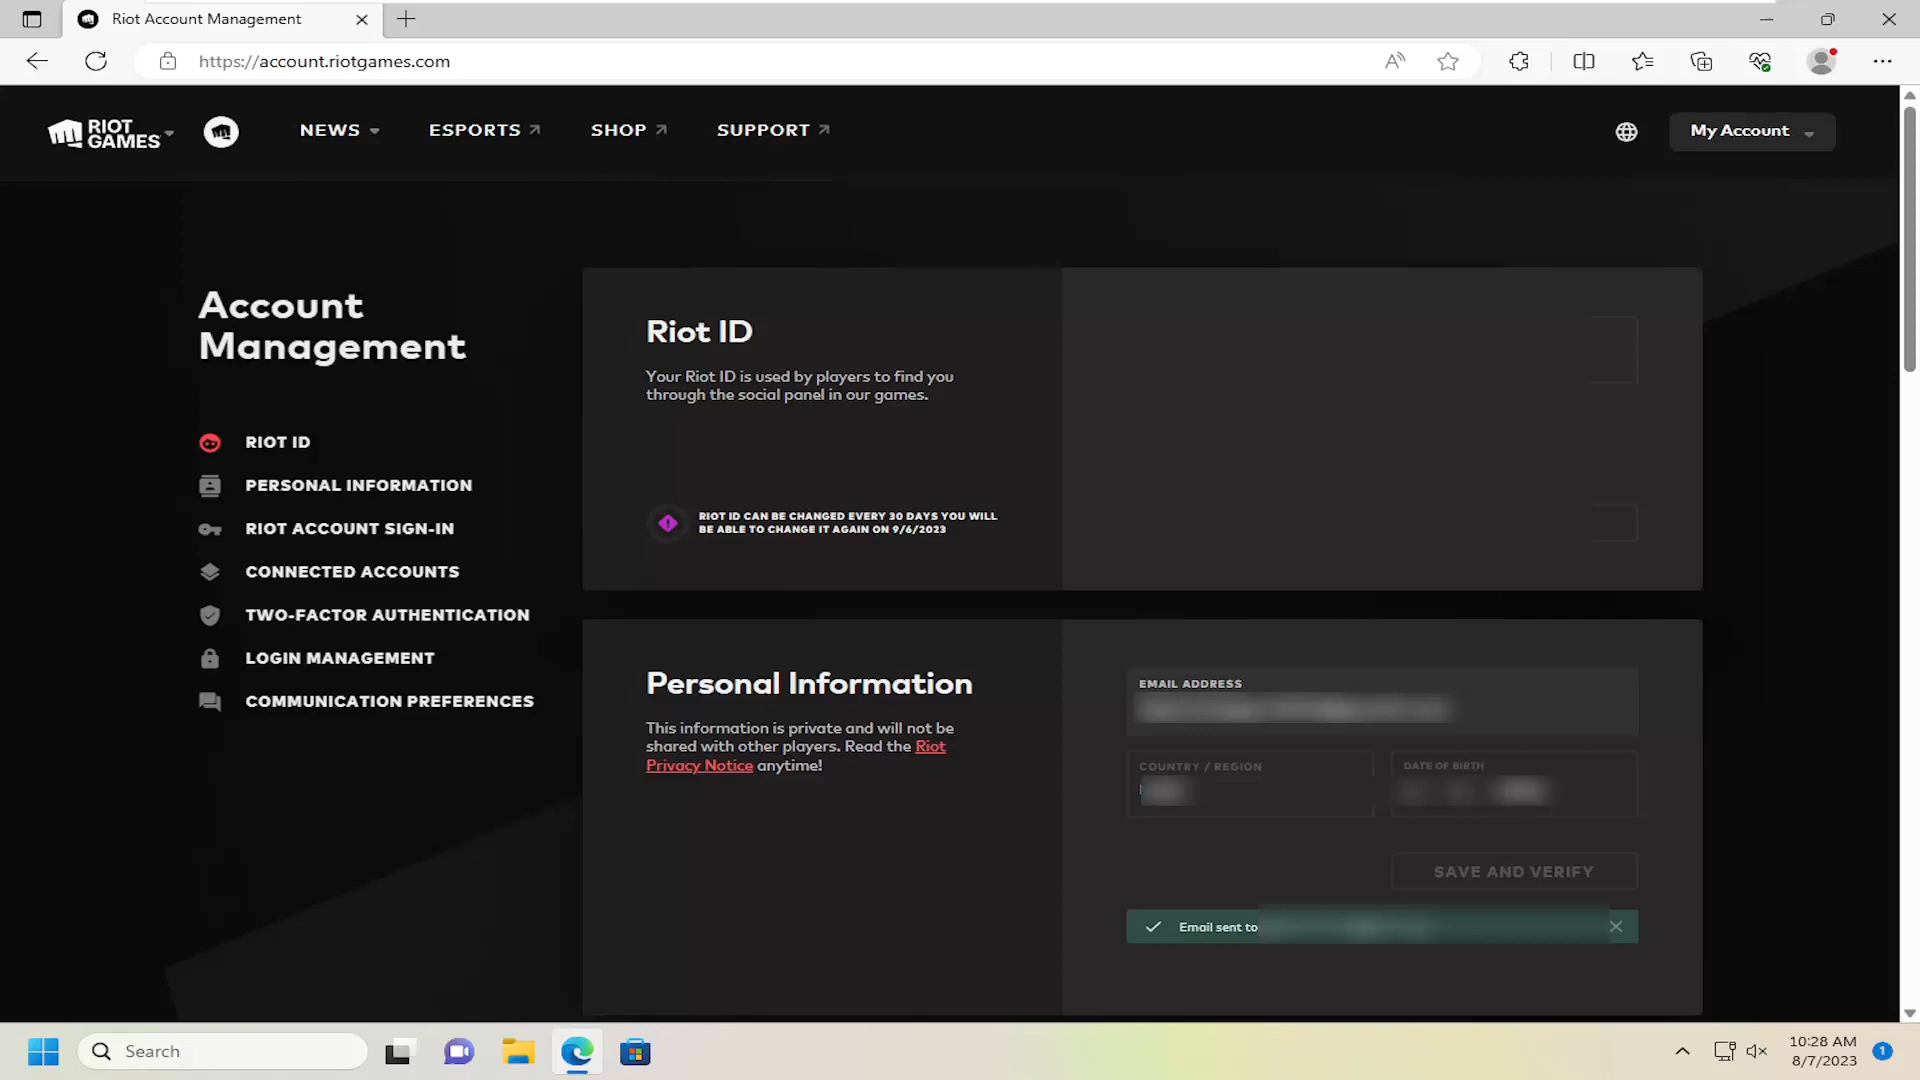 Riot Account Management
https://account.riotgames.com
RIOT GAMES
NEWS
ESPORTS
SHOP
SUPPORT
My Account
Account
Management
RIOT ID
PERSONAL INFORMATION
RIOT ACCOUNT SIGN-IN
CONNECTED ACCOUNTS
TWO-FACTOR AUTHENTICATION
LOGIN MANAGEMENT
COMMUNICATION PREFERENCES
Riot ID
Your Riot ID is used by players to find you
through the social panel in our games.
RIOT ID CAN BE CHANGED EVERY 30 DAYS YOU WILL
BE ABLE TO CHANGE IT AGAIN ON 9/6/2023
Personal Information
This information is private and will not be
shared with other players. Read the Riot
Privacy Notice anytime!
EMAIL ADDRESS
COUNTRY / REGION
DATE OF BIRTH
SAVE AND VERIFY
Email sent to
Search
10:28 AM
8/7/2023
1